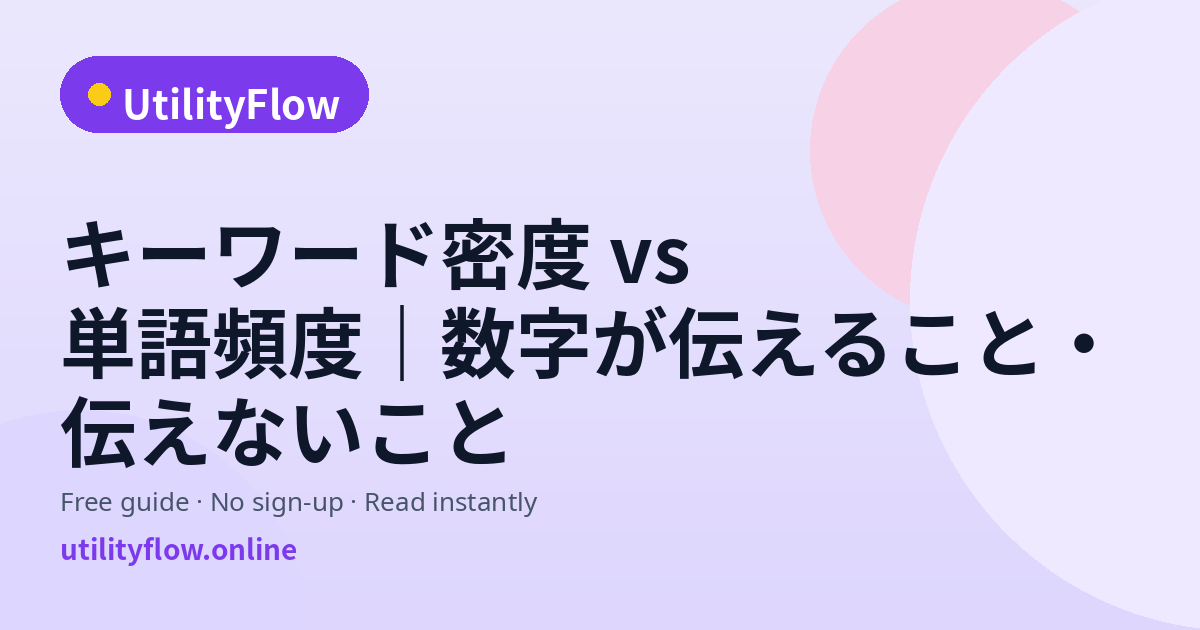 UtilityFlow
キーワード密度 vs
単語頻度｜数字が伝えること・
伝えないこと
Free guide · No sign-up · Read instantly
utilityflow.online